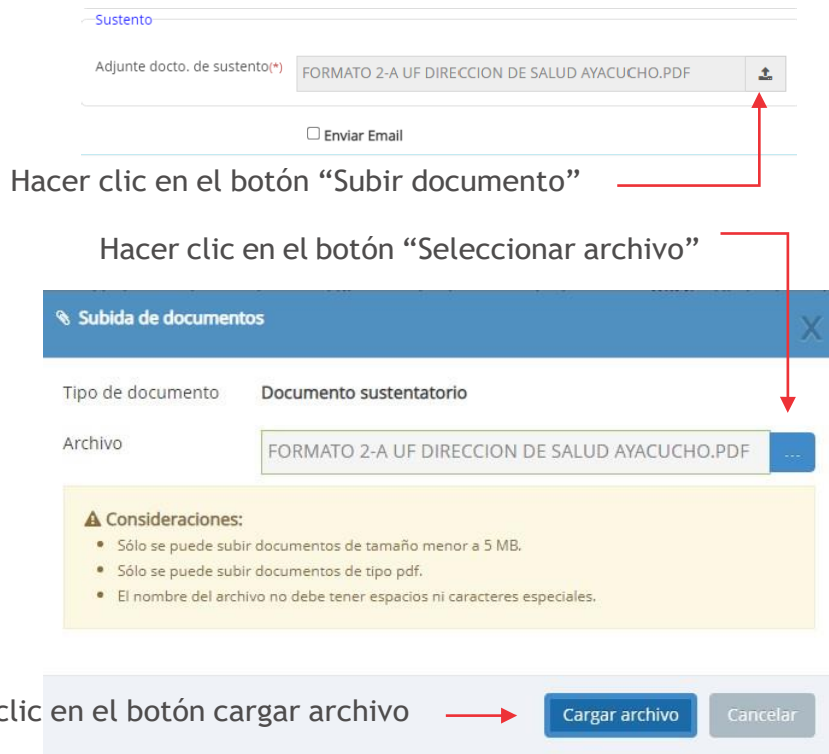 Sustento
Adjunte docto. de sustento(*) FORMATO 2-A UF DIRECCION DE SALUD AYACUCHO.PDF
Enviar Email
Hacer clic en el botón “Subir documento”
Hacer clic en el botón “Seleccionar archivo”
Subida de documentos X
Tipo de documento Documento sustentatorio
Archivo FORMATO 2-A UF DIRECCION DE SALUD AYACUCHO.PDF ...
Consideraciones:
• Sólo se puede subir documentos de tamaño menor a 5 MB.
• Sólo se puede subir documentos de tipo pdf.
• El nombre del archivo no debe tener espacios ni caracteres especiales.
clic en el botón cargar archivo Cargar archivo Cancelar